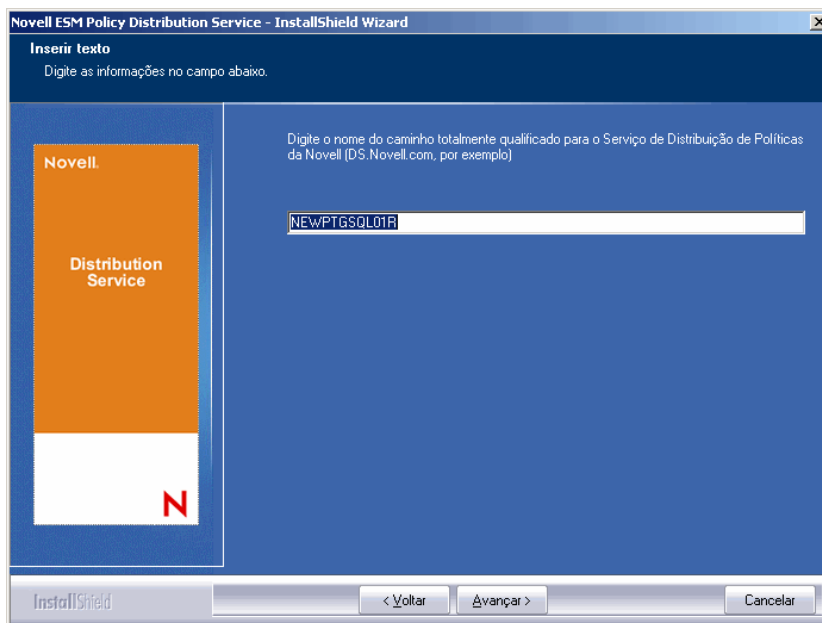 Novell ESM Policy Distribution Service - InstallShield Wizard
Inserir texto
Digite as informações no campo abaixo.
Novell.
Distribution
Service
N
Digite o nome do caminho totalmente qualificado para o Serviço de Distribuição de Políticas
da Novell (DS.Novell.com, por exemplo)
NEWPTGSQL01R
InstallShield
< Voltar
Avançar >
Cancelar